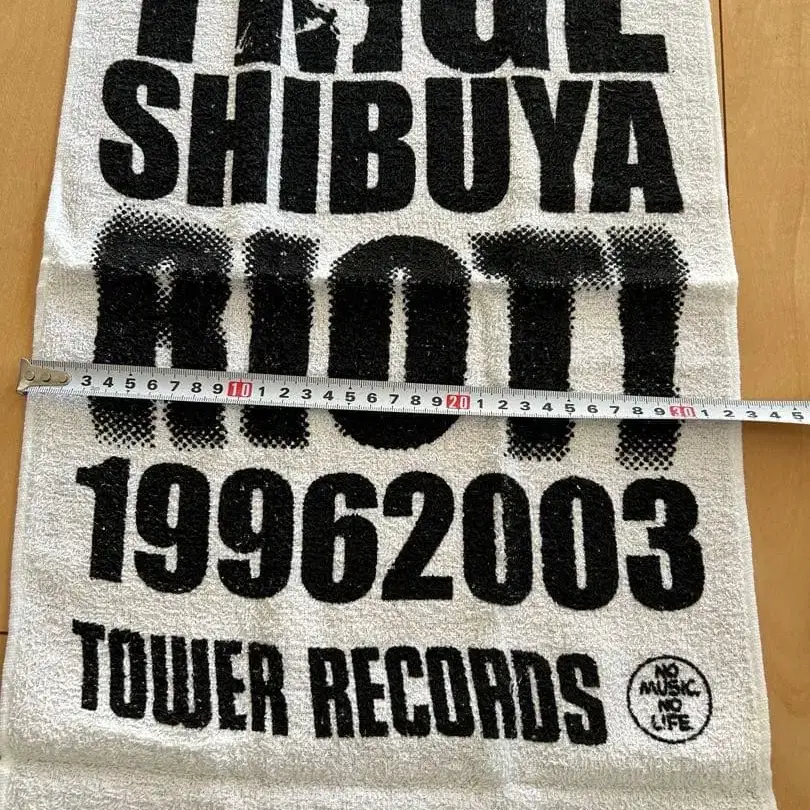 SHIBUYA
RIOT!
3 4 5 6 7 8 9 10 1 2 3 4 5 6 7 8 9 20 1 2 3 4 5 6 7 8 9 30 1 2 3 4 5
19962003
TOWER RECORDS
NO
MUSIC.
NO
LIFE.